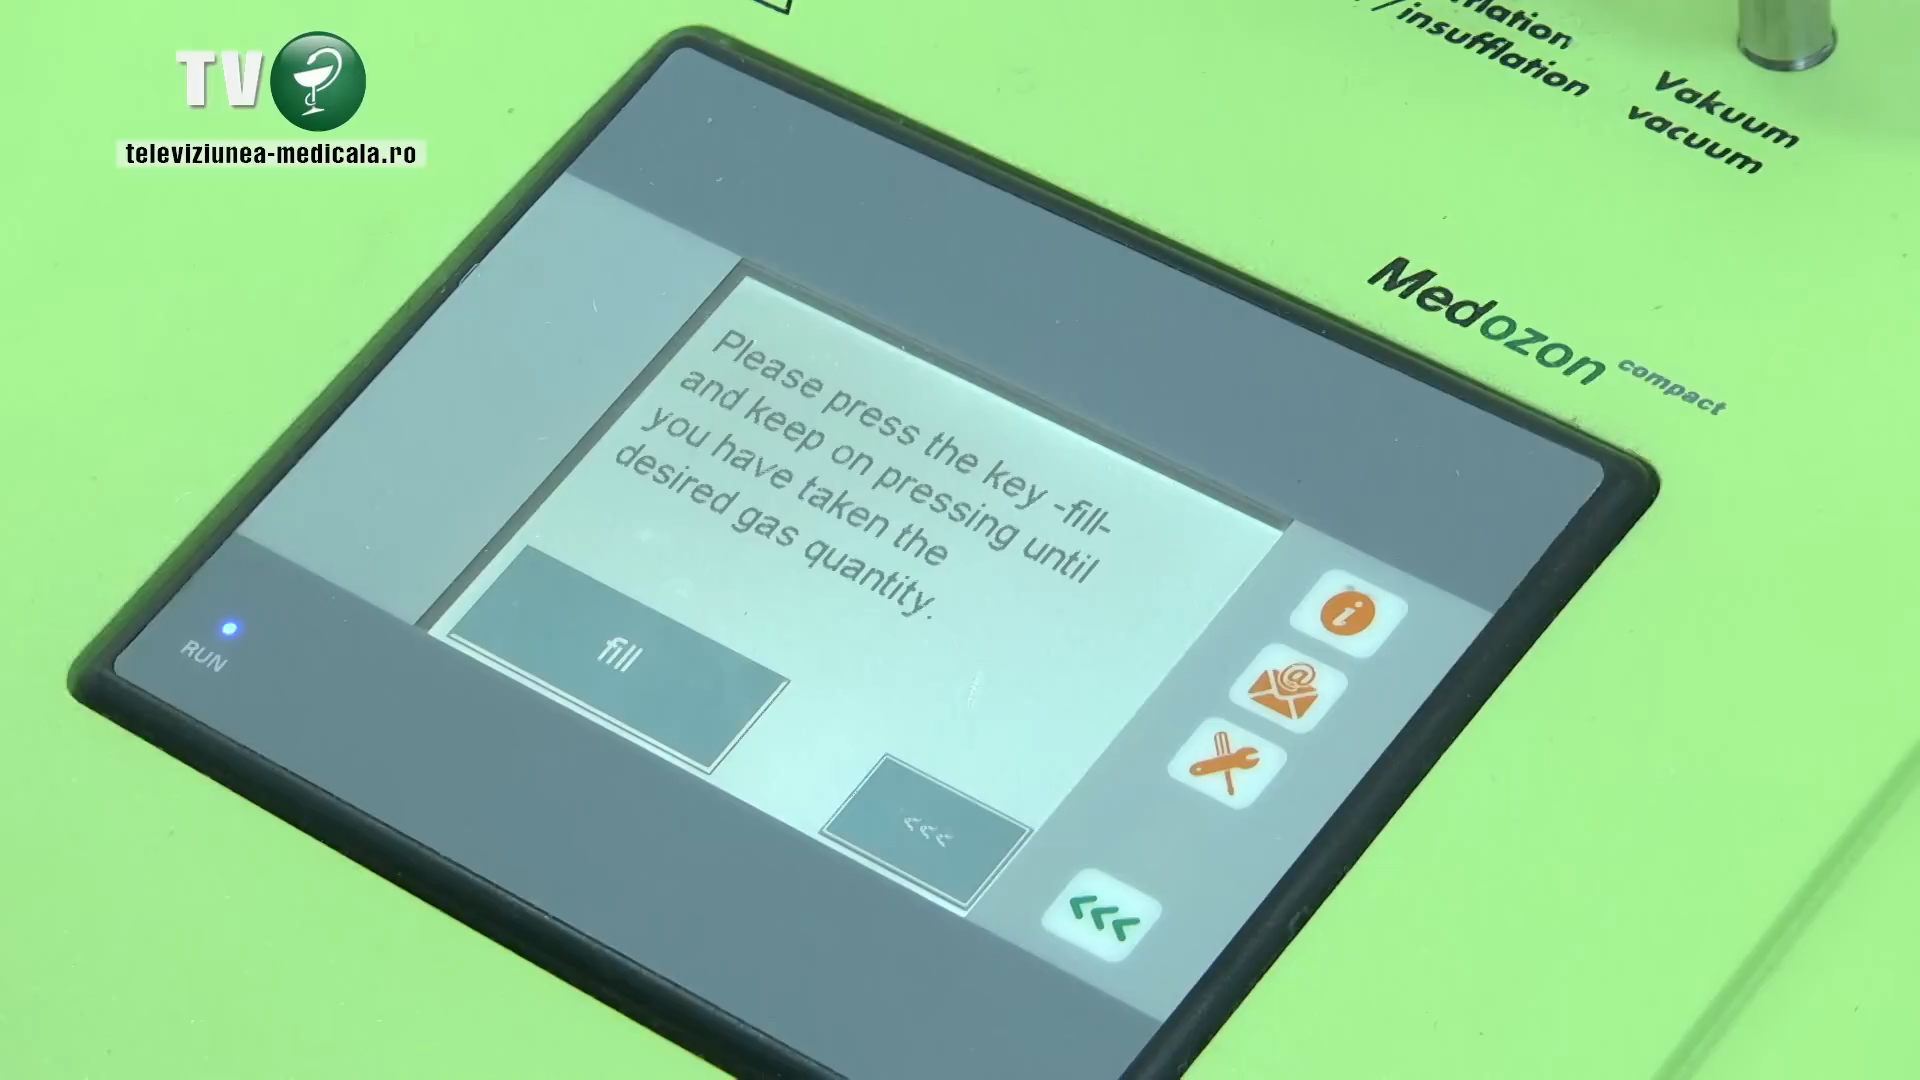 TV
televiziunea-medicala.ro
/insufflation
Vakuum
vacuum
Medozon compact
Please press the key -fill-
and keep on pressing until
you have taken the
desired gas quantity.
fill
<<<
RUN
i
@
<<<